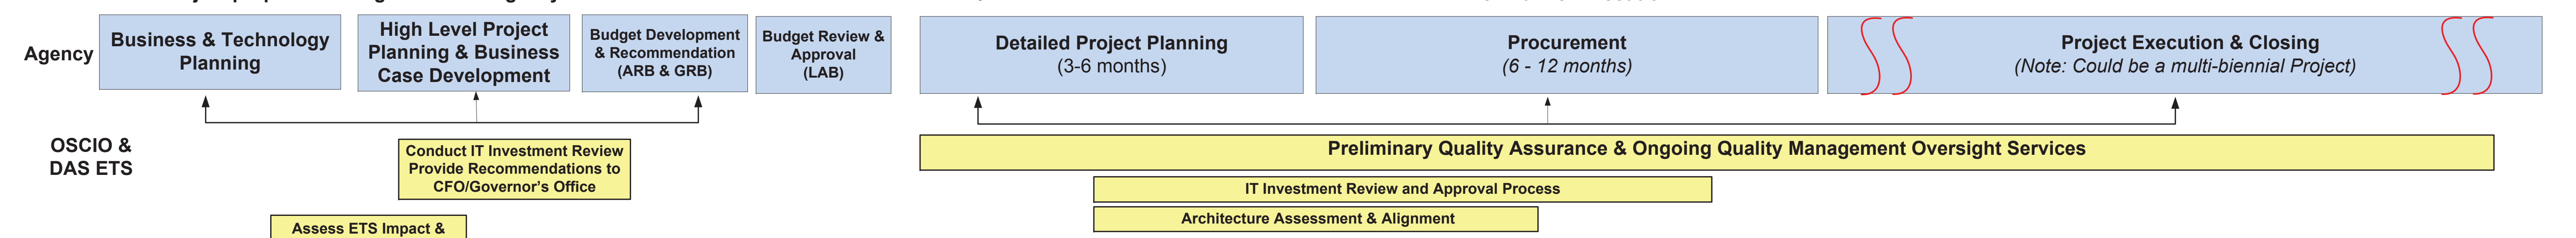 Agency
Business & Technology
Planning
High Level Project
Planning & Business
Case Development
Budget Development
& Recommendation
(ARB & GRB)
Budget Review &
Approval
(LAB)
Detailed Project Planning
(3-6 months)
Procurement
(6 - 12 months)
Project Execution & Closing
(Note: Could be a multi-biennial Project)
OSCIO &
DAS ETS
Conduct IT Investment Review
Provide Recommendations to
CFO/Governor's Office
Preliminary Quality Assurance & Ongoing Quality Management Oversight Services
IT Investment Review and Approval Process
Architecture Assessment & Alignment
Assess ETS Impact &